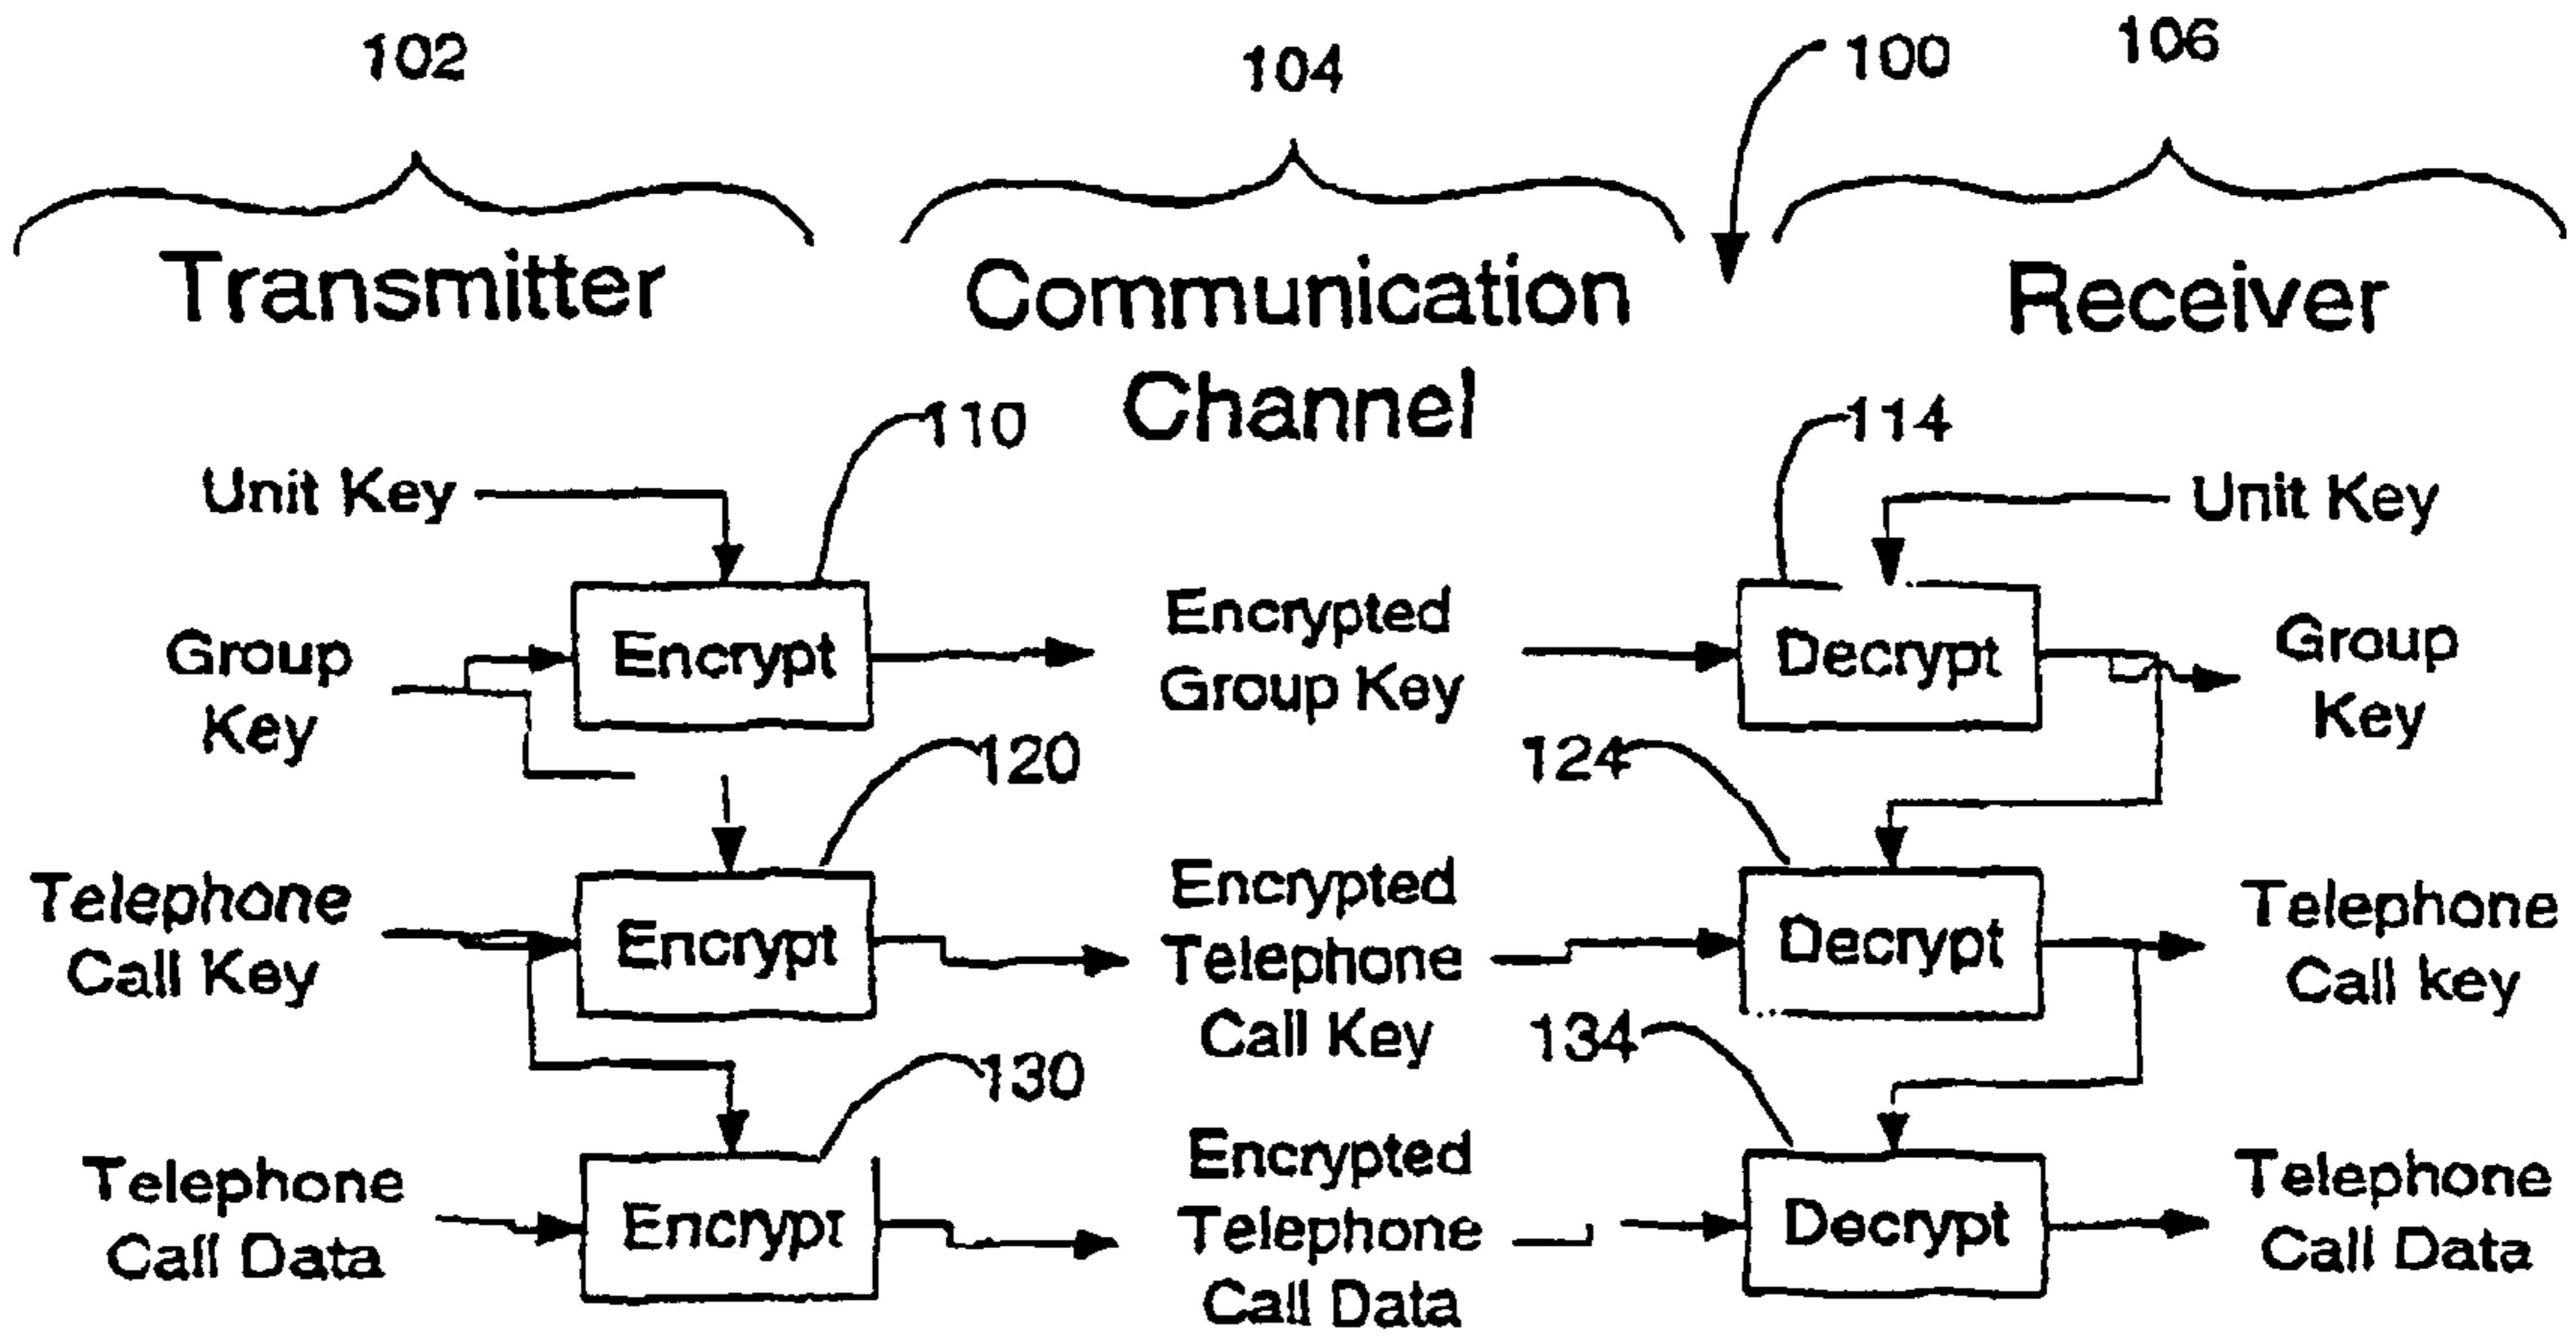 102
104
100
106
Transmitter
Communication
Channel
Receiver
110
114
Unit Key
Unit Key
Group
Key
Encrypt
Encrypted
Group Key
Decrypt
Group
Key
120
124
Telephone
Call Key
Encrypt
Encrypted
Telephone
Call Key
Decrypt
Telephone
Call key
130
134
Telephone
Call Data
Encrypt
Encrypted
Telephone
Call Data
Decrypt
Telephone
Call Data